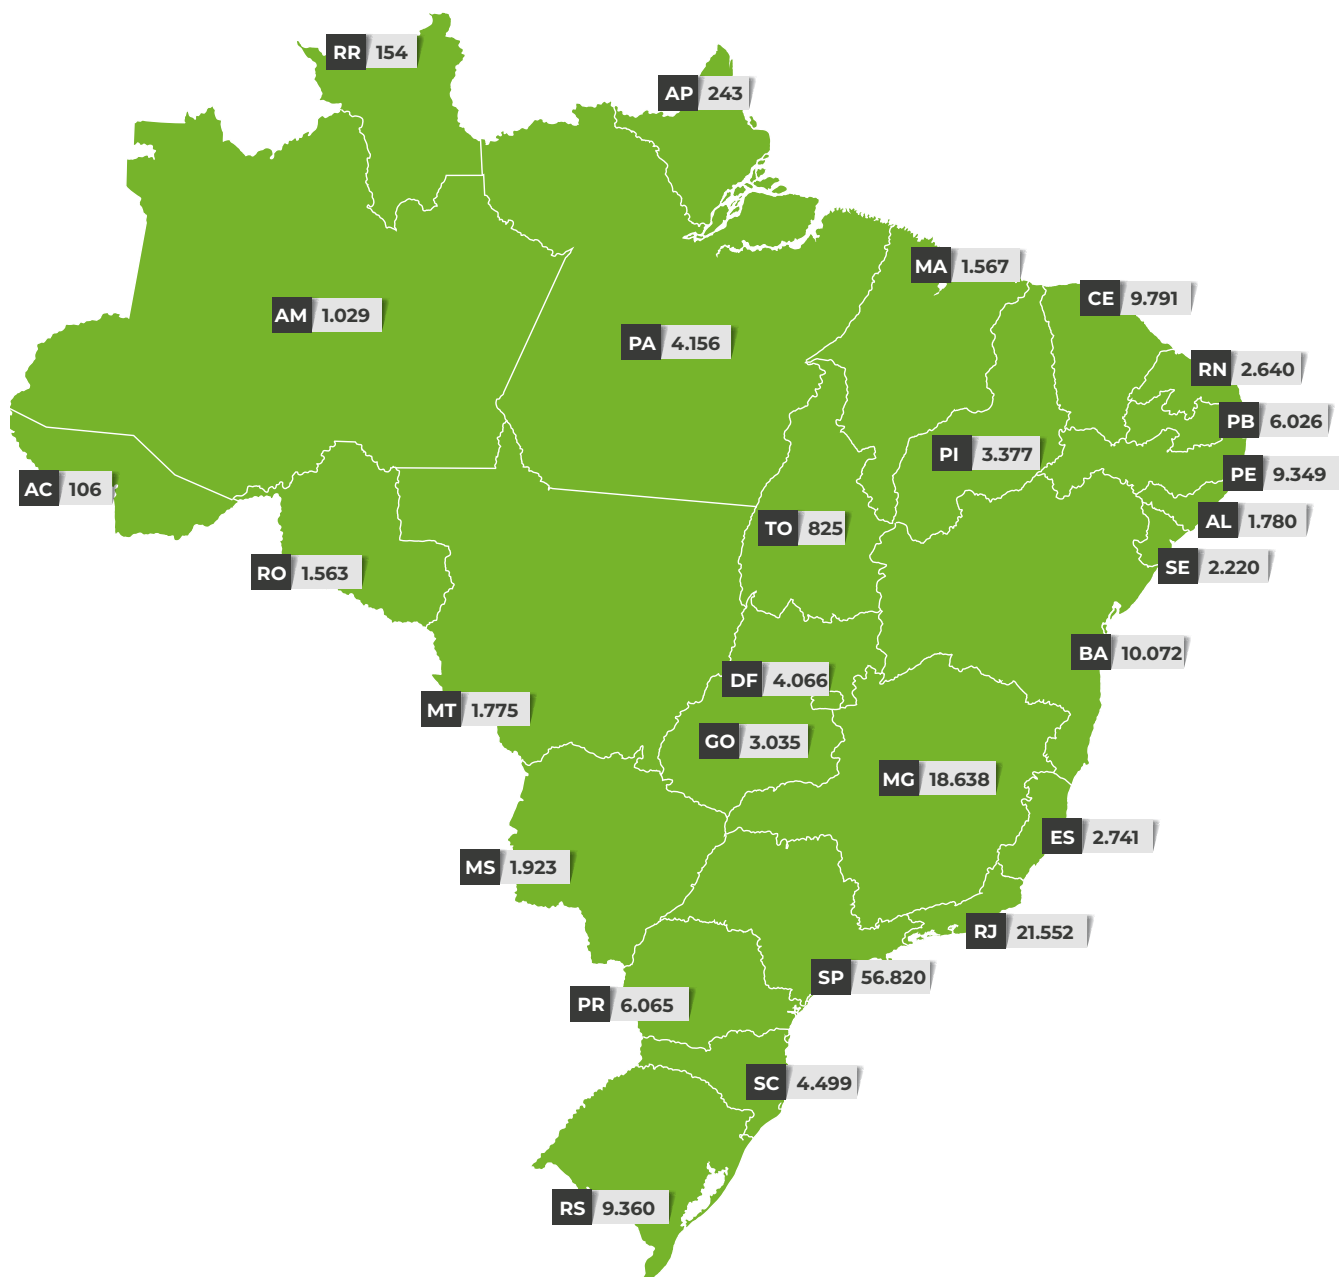 RR 154
AP 243
MA 1.567
CE 9.791
AM 1.029
PA 4.156
RN 2.640
PB 6.026
PI 3.377
PE 9.349
AC 106
AL 1.780
TO 825
SE 2.220
RO 1.563
BA 10.072
DF 4.066
MT 1.775
GO 3.035
MG 18.638
ES 2.741
MS 1.923
RJ 21.552
SP 56.820
PR 6.065
SC 4.499
RS 9.360